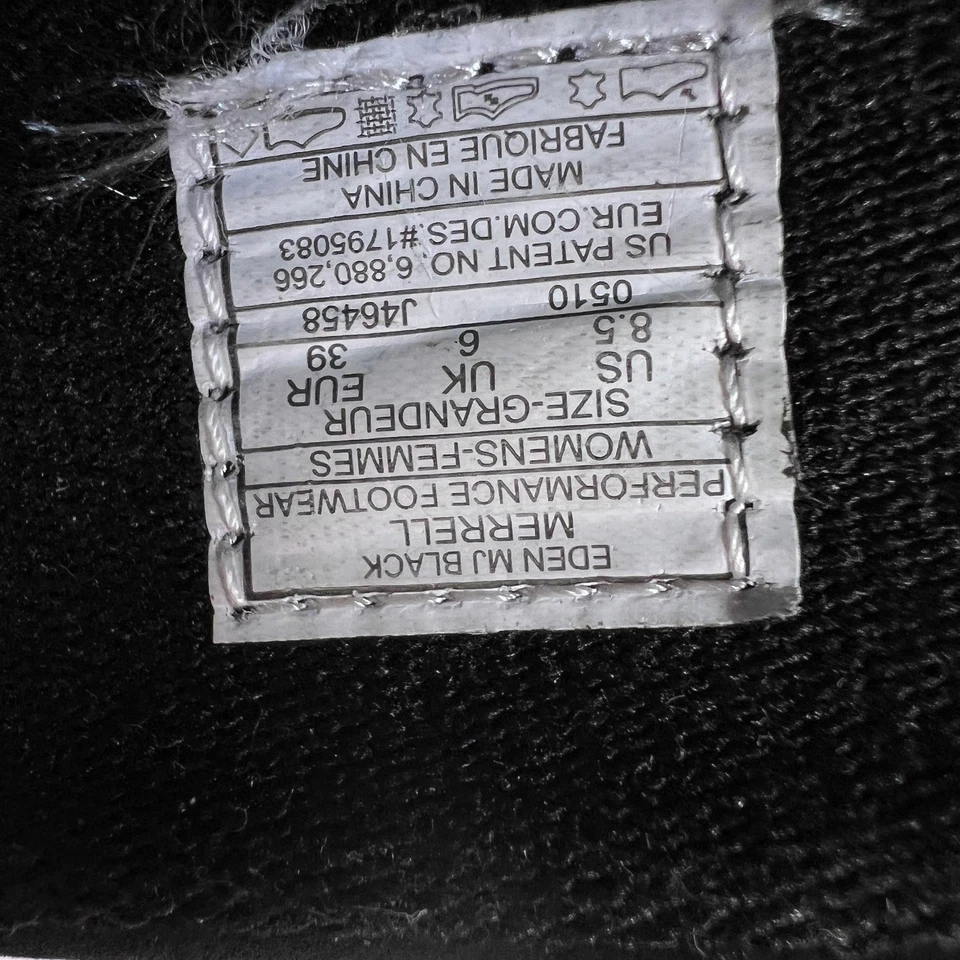 EDEN MJ BLACK
MERRELL
PERFORMANCE FOOTWEAR
WOMENS-FEMMES
SIZE-GRANDEUR
US UK EUR
8.5 6 39
0510 J46458
US PATENT NO. 6,880,266
EUR.COM.DES.#1795083
MADE IN CHINA
FABRIQUE EN CHINE